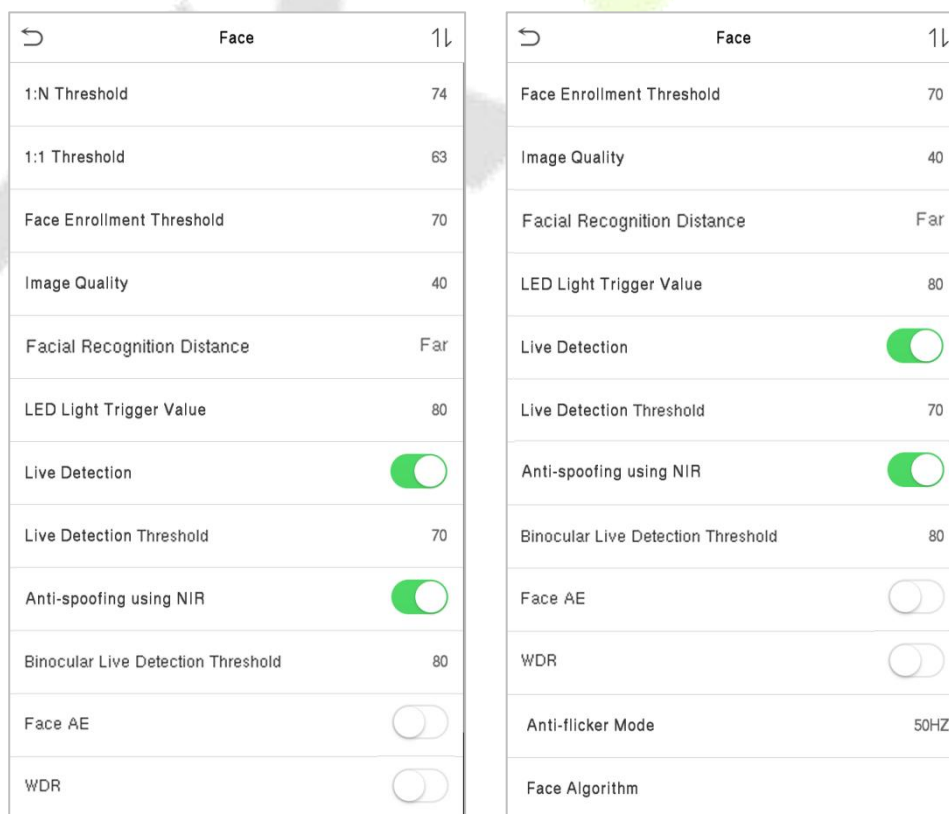 Face
1:N Threshold 74
1:1 Threshold 63
Face Enrollment Threshold 70
Image Quality 40
Facial Recognition Distance Far
LED Light Trigger Value 80
Live Detection
Live Detection Threshold 70
Anti-spoofing using NIR
Binocular Live Detection Threshold 80
Face AE
WDR
Face
Face Enrollment Threshold 70
Image Quality 40
Facial Recognition Distance Far
LED Light Trigger Value 80
Live Detection
Live Detection Threshold 70
Anti-spoofing using NIR
Binocular Live Detection Threshold 80
Face AE
WDR
Anti-flicker Mode 50HZ
Face Algorithm